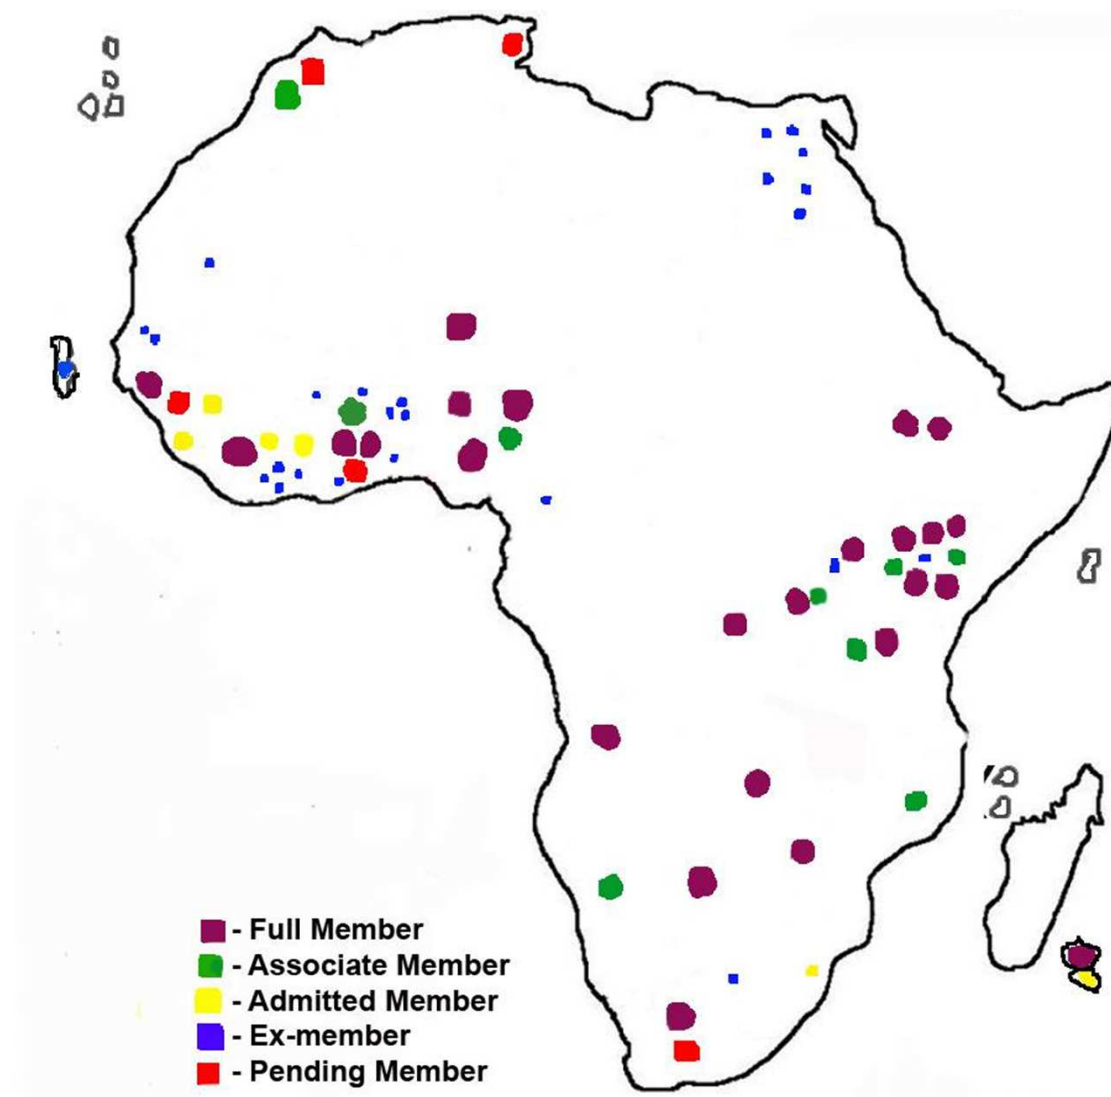 - Full Member
- Associate Member
- Admitted Member
- Ex-member
- Pending Member